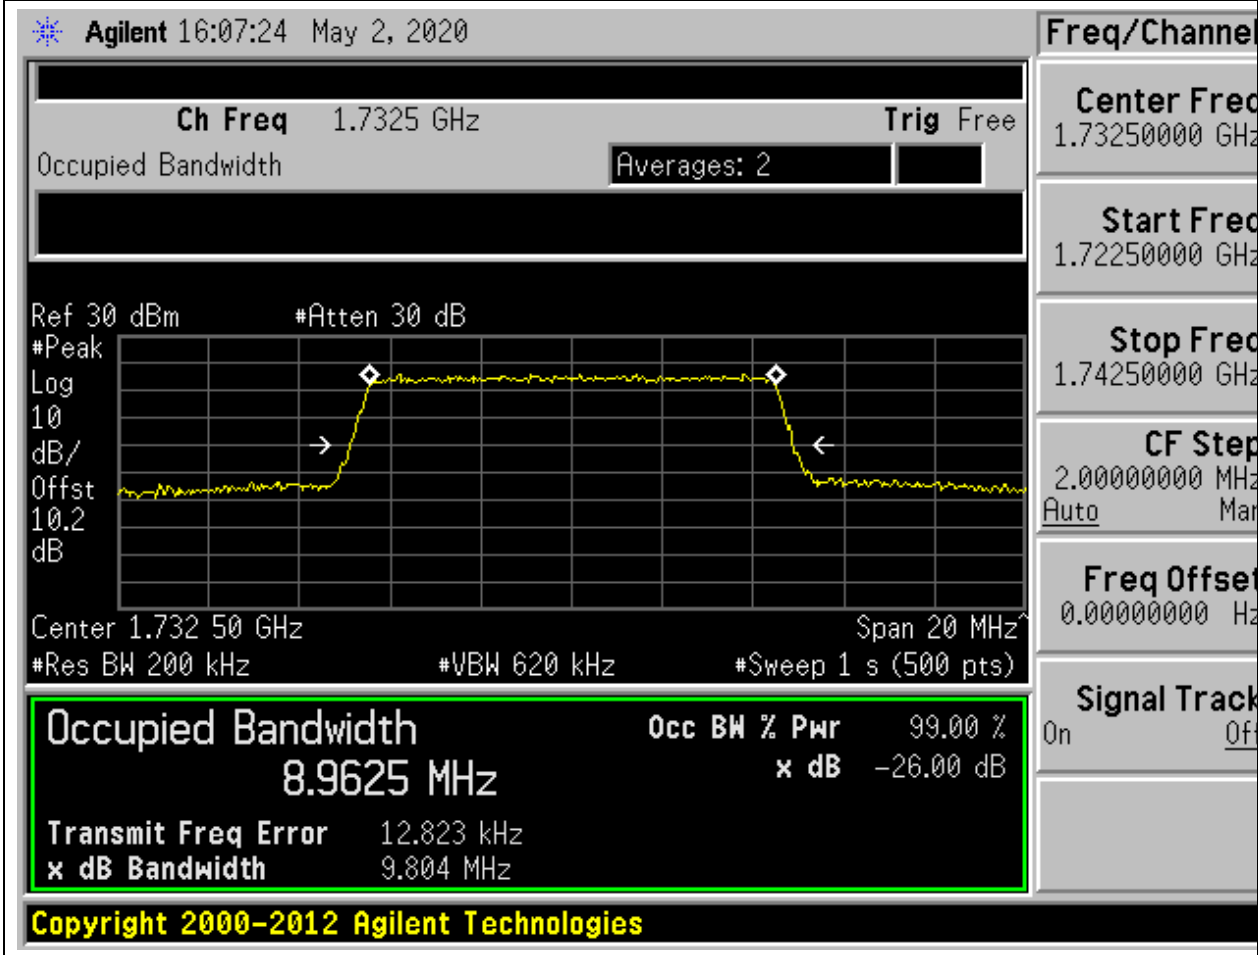 Agilent 16:07:24 May 2, 2020
Freq/Channel
Ch Freq 1.7325 GHz
Trig Free
Occupied Bandwidth
Averages: 2
Center Freq
1.73250000 GHz
Start Freq
1.72250000 GHz
Stop Freq
1.74250000 GHz
CF Step
2.00000000 MHz
Auto Man
Freq Offset
0.00000000 Hz
Signal Track
On Off
Ref 30 dBm #Atten 30 dB
#Peak
Log
10
dB/
Offst
10.2
dB
Center 1.732 50 GHz Span 20 MHz^
#Res BW 200 kHz #VBW 620 kHz #Sweep 1 s (500 pts)
Occupied Bandwidth
8.9625 MHz
Occ BW % Pwr 99.00 %
x dB -26.00 dB
Transmit Freq Error 12.823 kHz
x dB Bandwidth 9.804 MHz
Copyright 2000-2012 Agilent Technologies